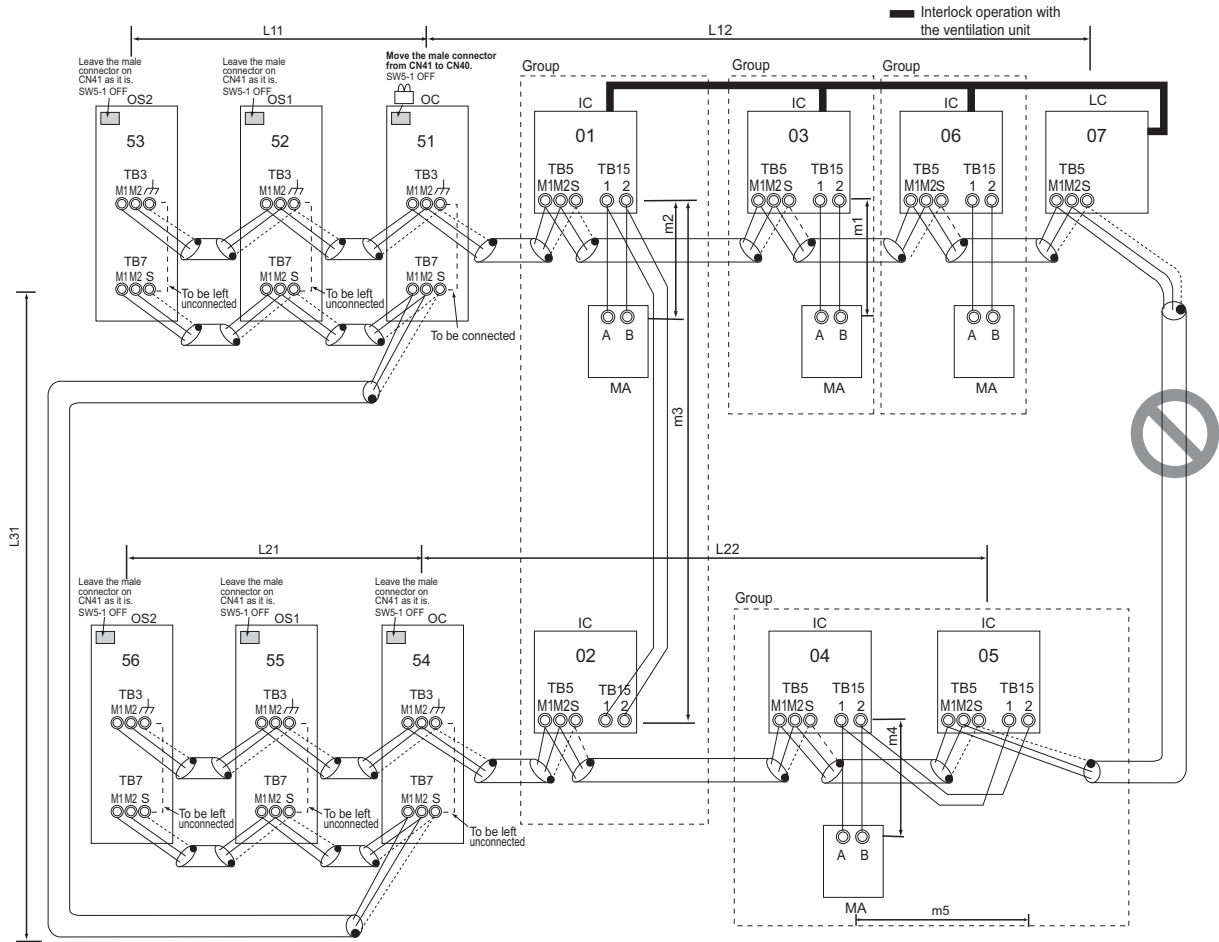 Interlock operation with
the ventilation unit
L11
L12
Leave the male
connector on
CN41 as it is.
SW5-1 OFF
Leave the male
connector on
CN41 as it is.
SW5-1 OFF
Move the male connector
from CN41 to CN40.
SW5-1 OFF
Group
Group
Group
OS2
OS1
OC
IC
IC
IC
LC
53
52
51
01
03
06
07
TB3
TB3
TB3
TB5
TB15
TB5
TB15
TB5
TB15
TB5
M1M2
M1M2
M1M2
M1M2S
1 2
M1M2S
1 2
M1M2S
1 2
M1M2S
m2
m1
TB7
TB7
TB7
M1M2 S
M1M2 S
M1M2 S
To be left
unconnected
To be left
unconnected
To be connected
A B
MA
A B
MA
A B
MA
m3
L31
L21
L22
Leave the male
connector on
CN41 as it is.
SW5-1 OFF
Leave the male
connector on
CN41 as it is.
SW5-1 OFF
Leave the male
connector on
CN41 as it is.
SW5-1 OFF
Group
OS2
OS1
OC
IC
IC
IC
56
55
54
02
04
05
TB3
TB3
TB3
TB5
TB15
TB5
TB15
TB5
TB15
M1M2
M1M2
M1M2
M1M2S
1 2
M1M2S
1 2
M1M2S
1 2
m4
TB7
TB7
TB7
M1M2 S
M1M2 S
M1M2 S
To be left
unconnected
To be left
unconnected
To be left
unconnected
A B
MA
m5